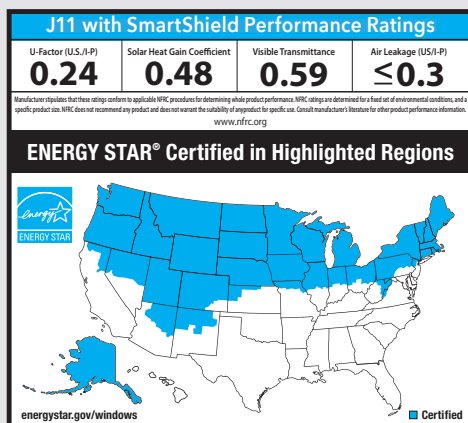 J11 with SmartShield Performance Ratings
U-Factor (U.S./I-P)
0.24
Solar Heat Gain Coefficient
0.48
Visible Transmittance
0.59
Air Leakage (US/I-P)
≤0.3
Manufacturer stipulates that these ratings conform to applicable NFRC procedures for determining whole product performance. NFRC ratings are determined for a fixed set of environmental conditions, and a
specific product size. NFRC does not recommend any product and does not warrant the suitability of anyproduct for specific use. Consult manufacturer's literature for other product performance information.
www.nfrc.org
ENERGY STAR® Certified in Highlighted Regions
energy
ENERGY STAR
energystar.gov/windows
Certified